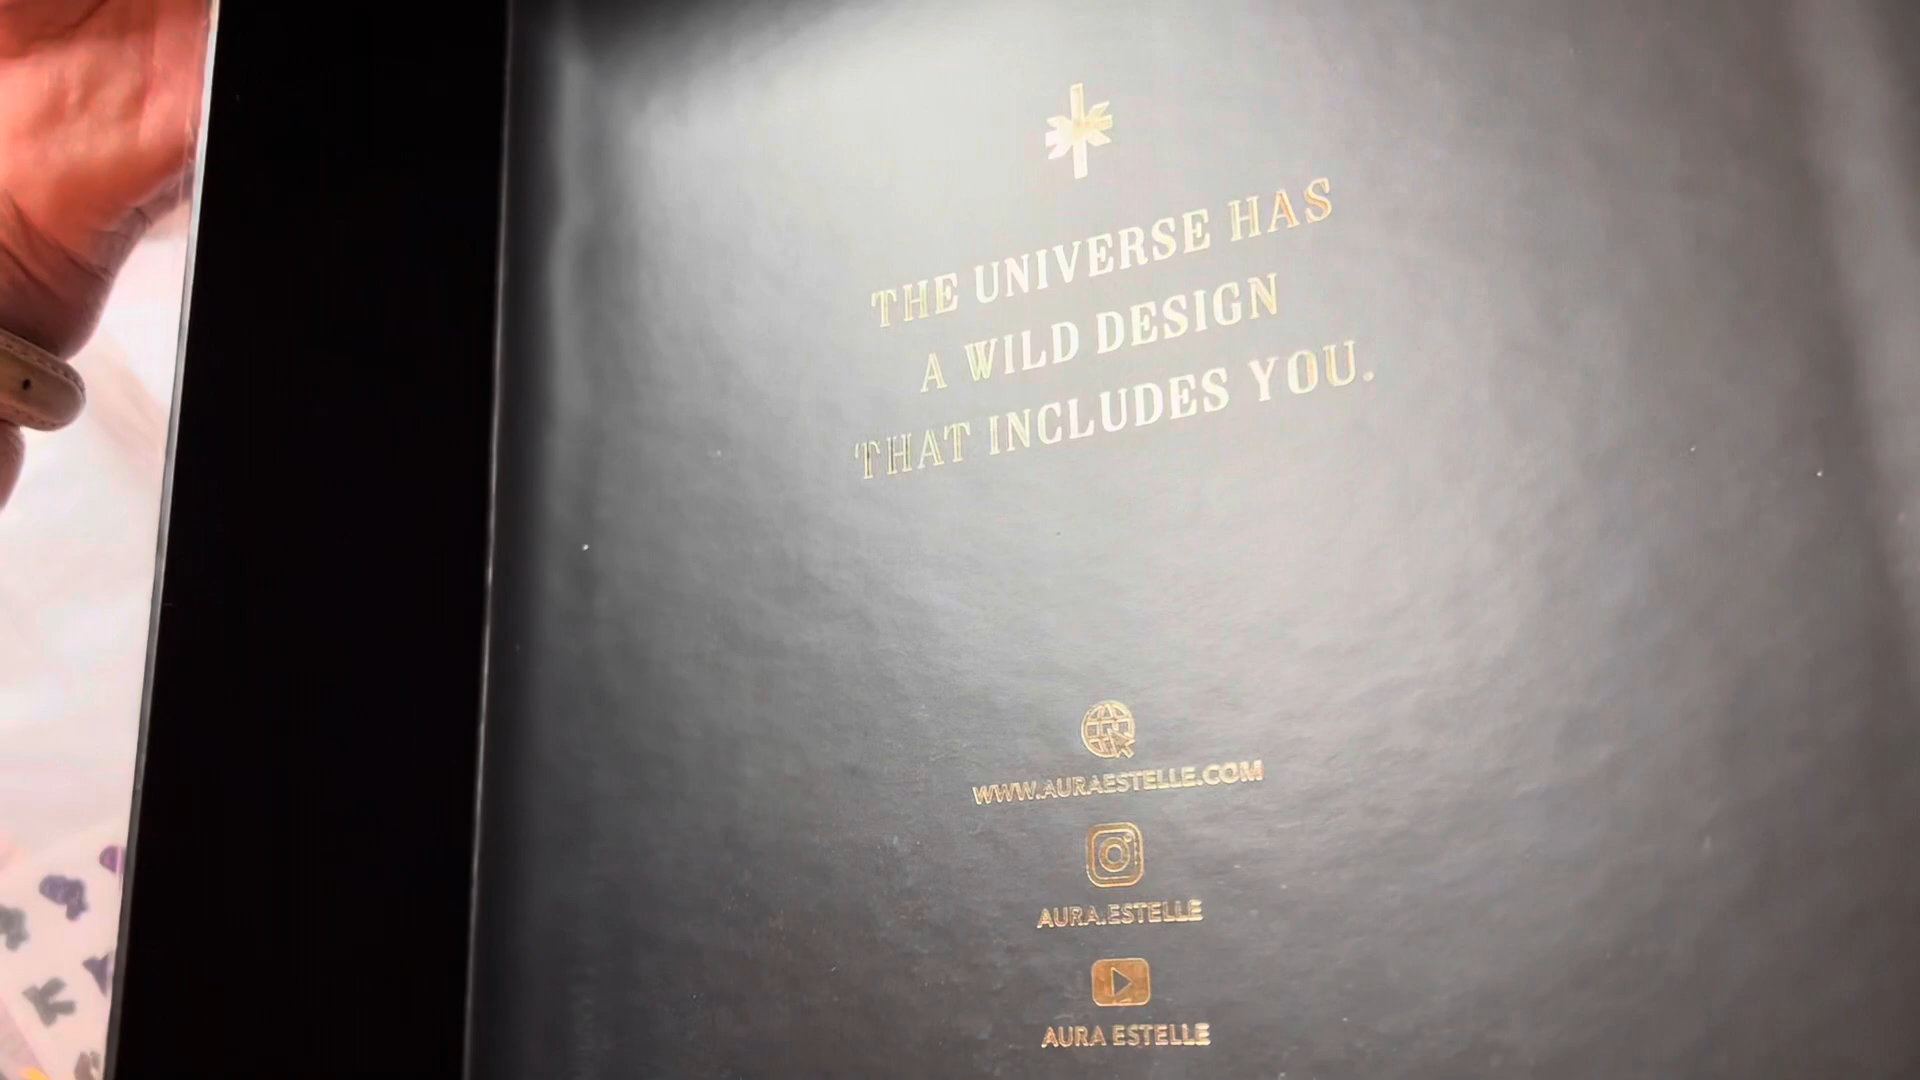 THE UNIVERSE HAS
A WILD DESIGN
THAT INCLUDES YOU.
WWW.AURAESTELLE.COM
AURA.ESTELLE
AURA ESTELLE